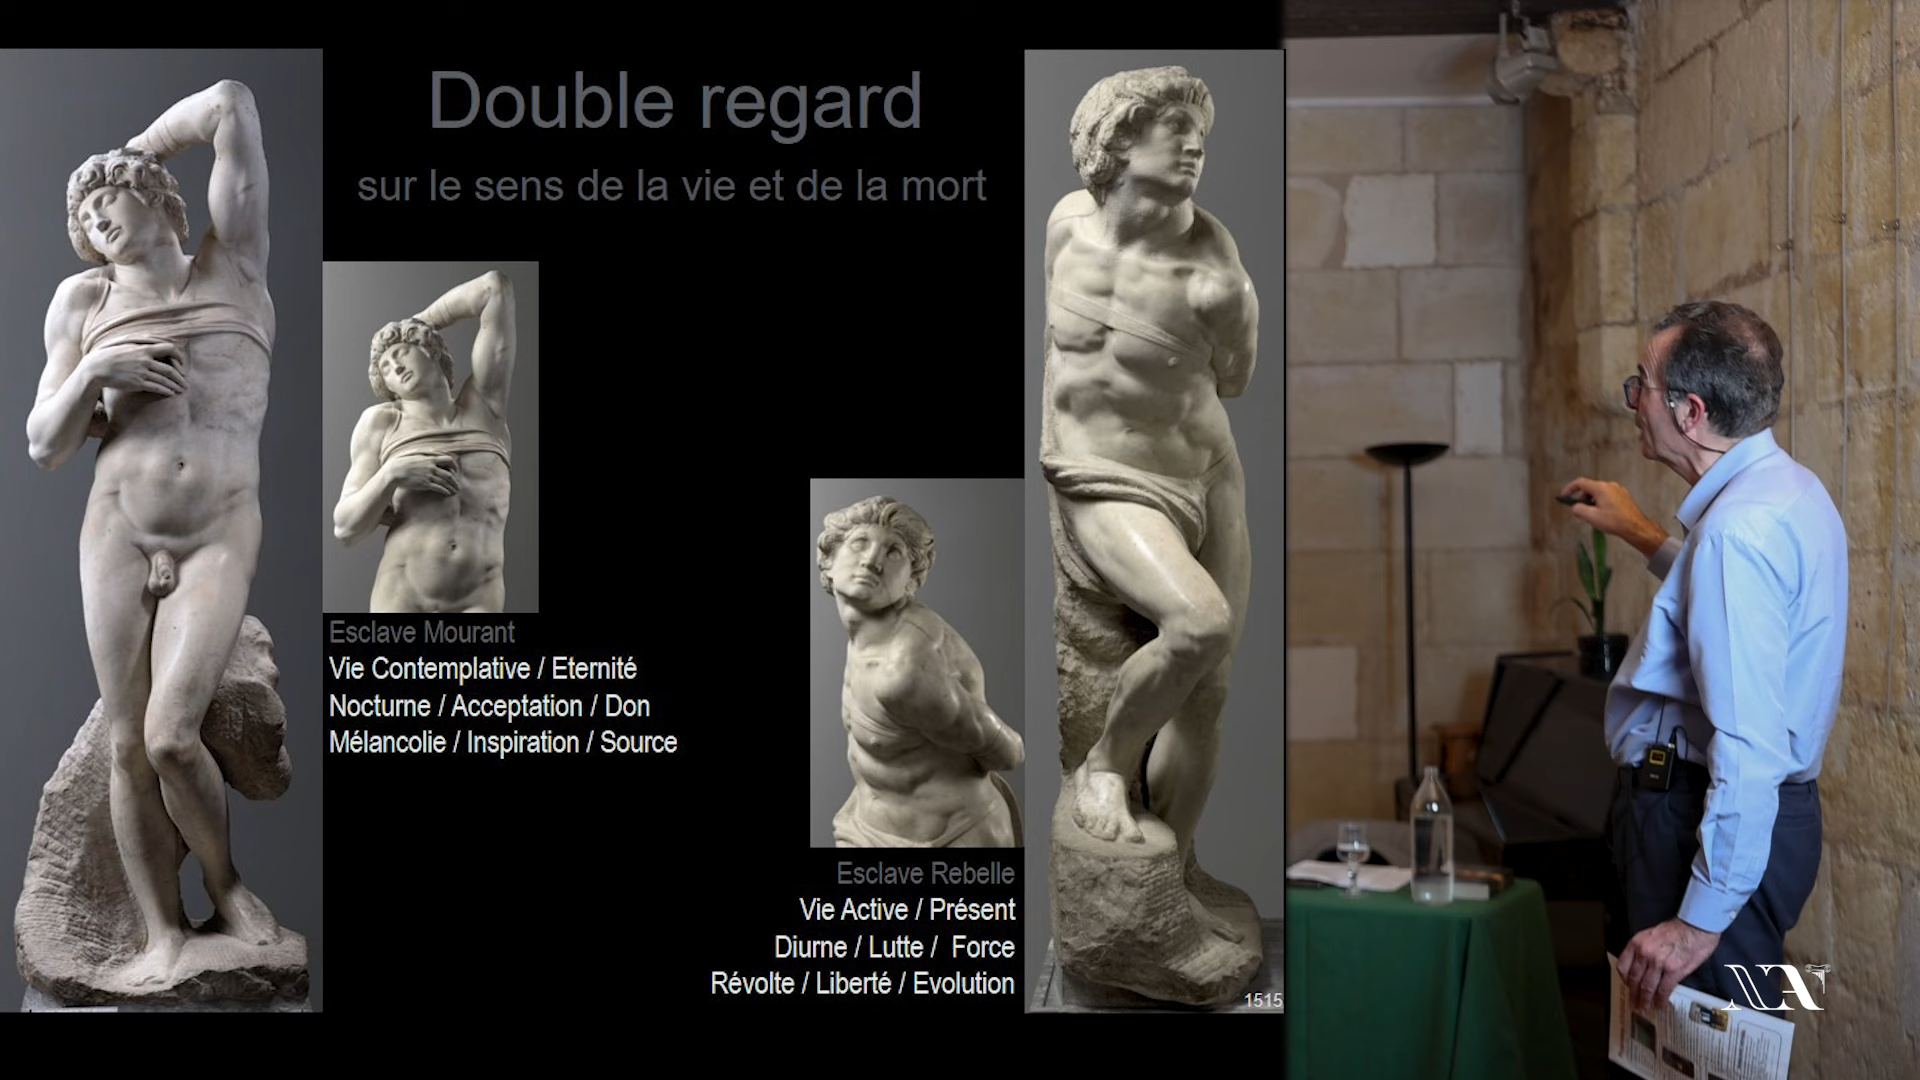 Double regard
sur le sens de la vie et de la mort
Esclave Mourant
Vie Contemplative / Eternité
Nocturne / Acceptation / Don
Mélancolie / Inspiration / Source
Esclave Rebelle
Vie Active / Présent
Diurne / Lutte / Force
Révolte / Liberté / Evolution
1515
NA